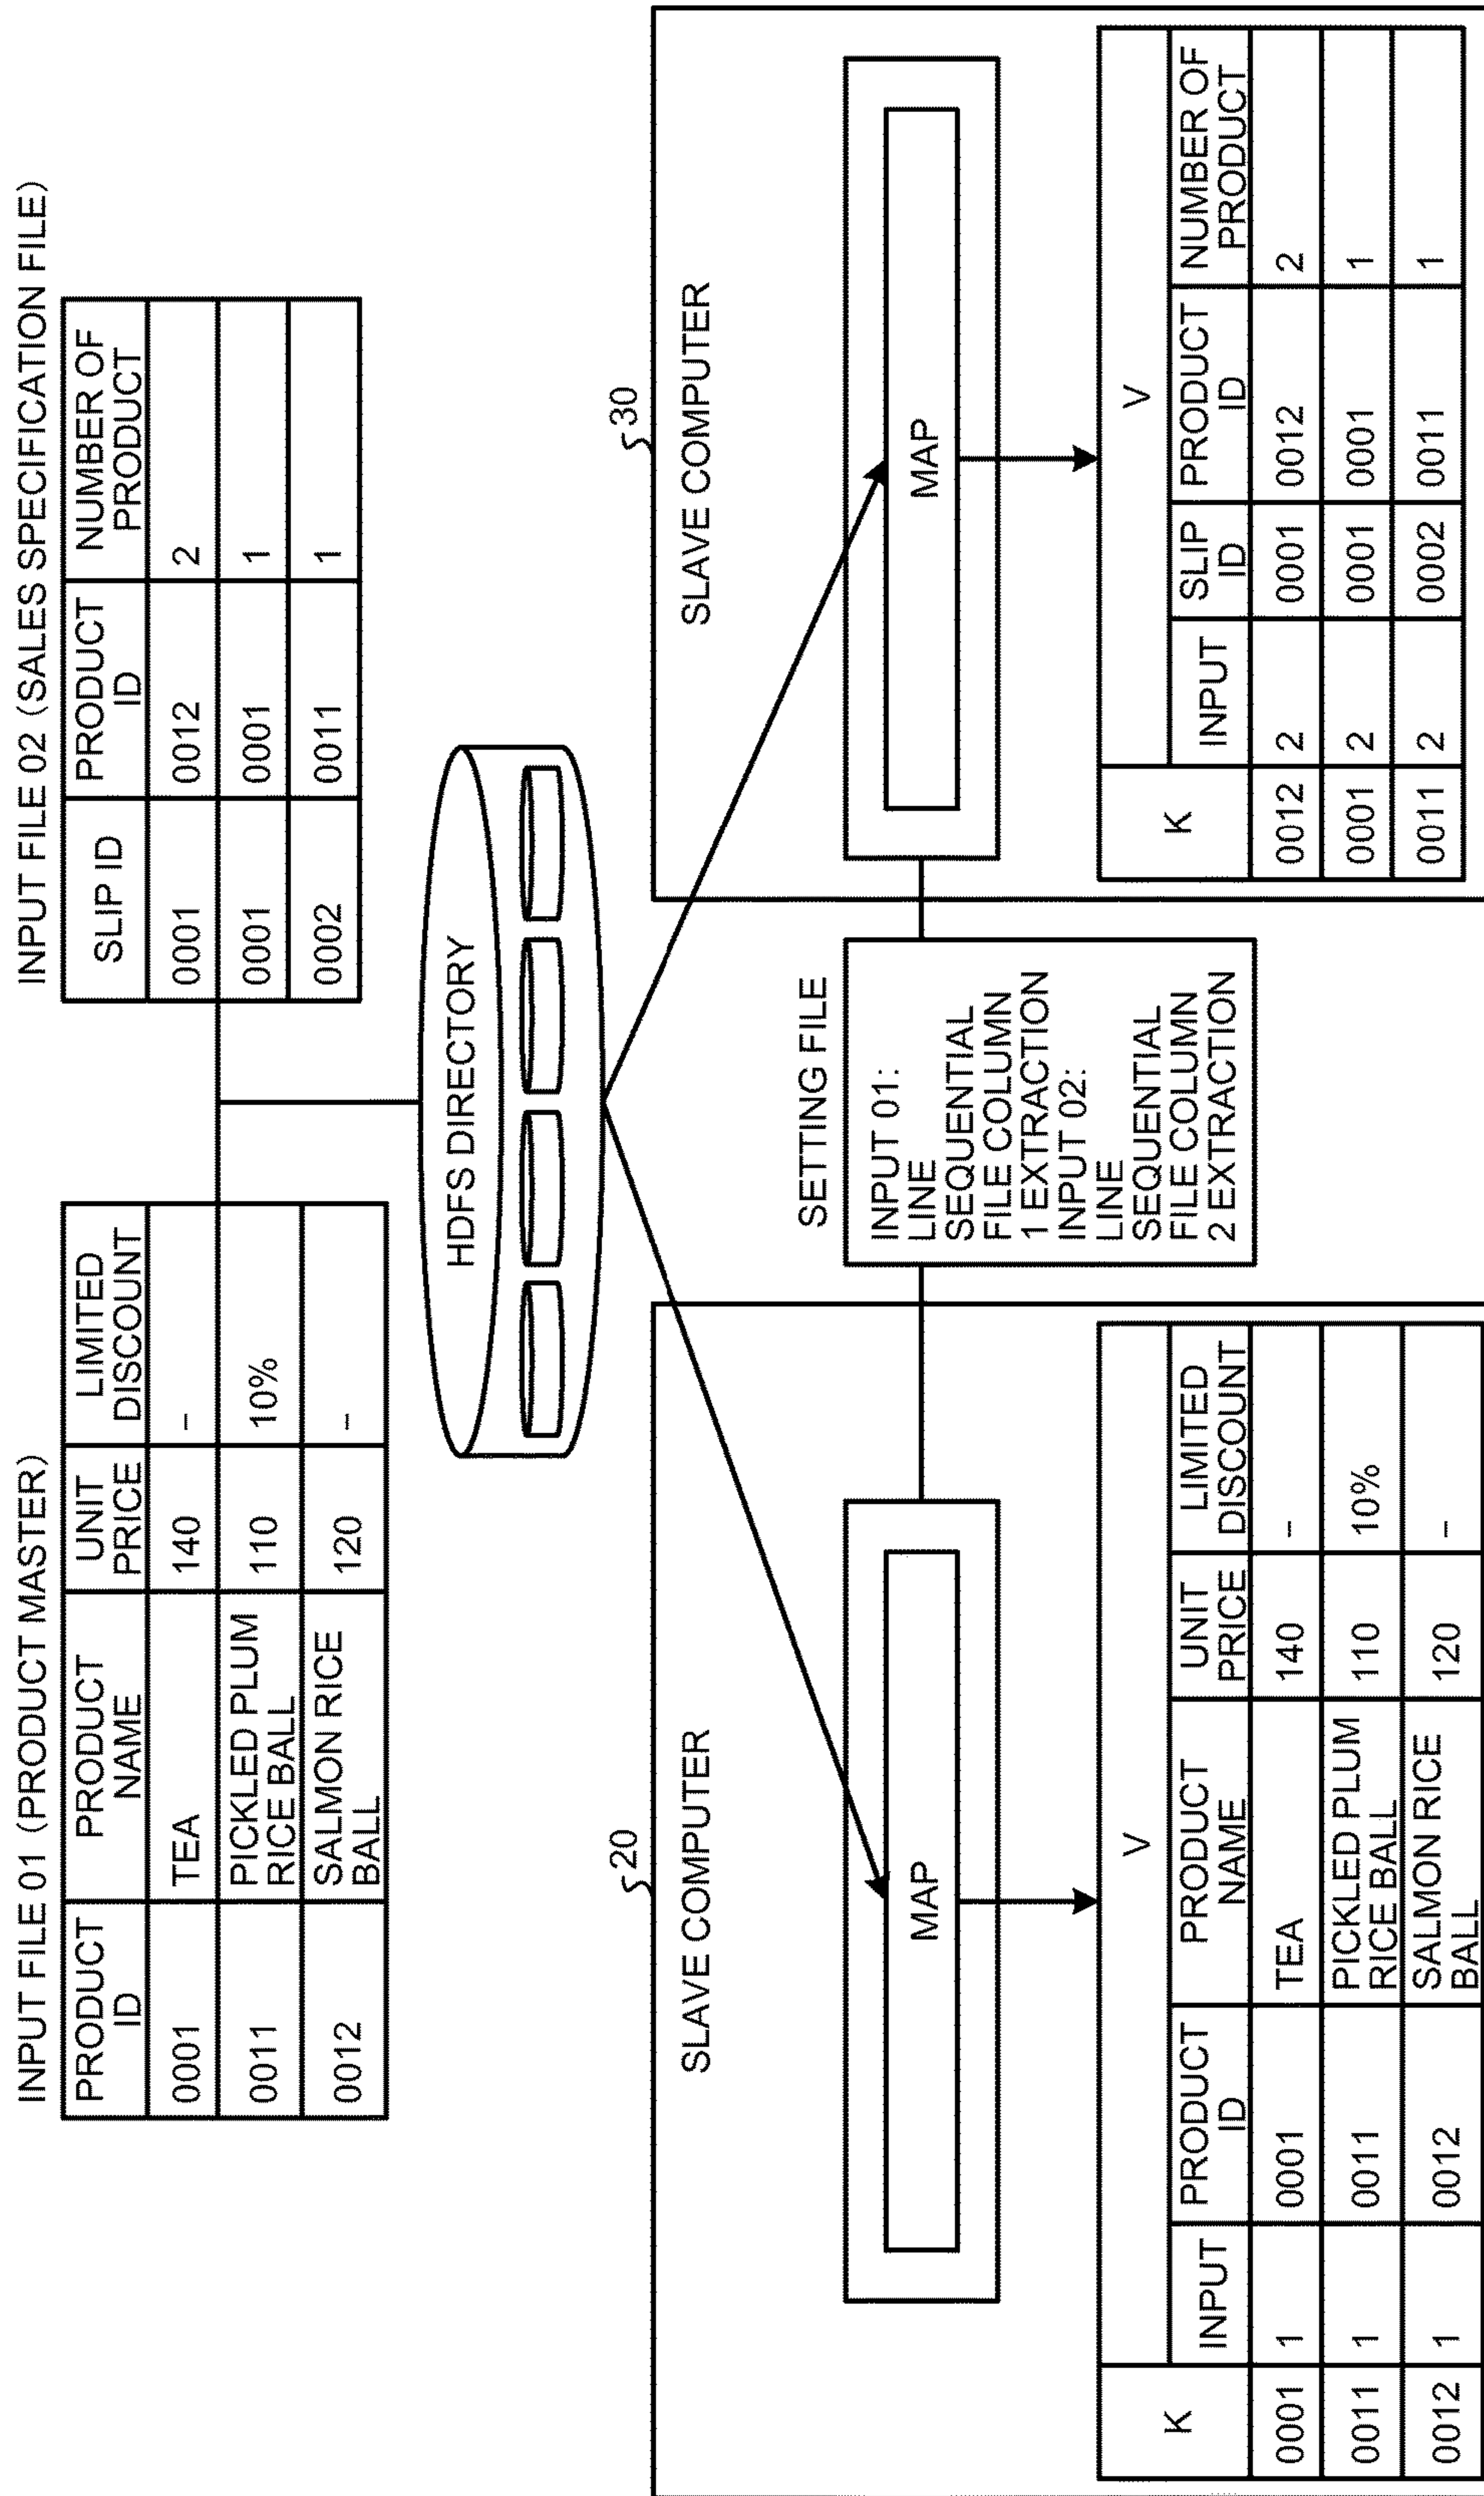 INPUT FILE 01 (PRODUCT MASTER)
PRODUCT ID PRODUCT NAME UNIT PRICE LIMITED DISCOUNT
0001 TEA 140 –
0011 PICKLED PLUM RICE BALL 110 10%
0012 SALMON RICE BALL 120 –
INPUT FILE 02 (SALES SPECIFICATION FILE)
SLIP ID PRODUCT ID NUMBER OF PRODUCT
0001 0012 2
0001 0001 1
0002 0011 1
HDFS DIRECTORY
20
SLAVE COMPUTER
MAP
K V
INPUT PRODUCT ID PRODUCT NAME UNIT PRICE LIMITED DISCOUNT
0001 1 0001 TEA 140 –
0011 1 0011 PICKLED PLUM RICE BALL 110 10%
0012 1 0012 SALMON RICE BALL 120 –
SETTING FILE
INPUT 01:
LINE
SEQUENTIAL
FILE COLUMN
1 EXTRACTION
INPUT 02:
LINE
SEQUENTIAL
FILE COLUMN
2 EXTRACTION
30
SLAVE COMPUTER
MAP
K V
INPUT SLIP ID PRODUCT ID NUMBER OF PRODUCT
0012 2 0001 0012 2
0001 2 0001 0001 1
0011 2 0002 0011 1